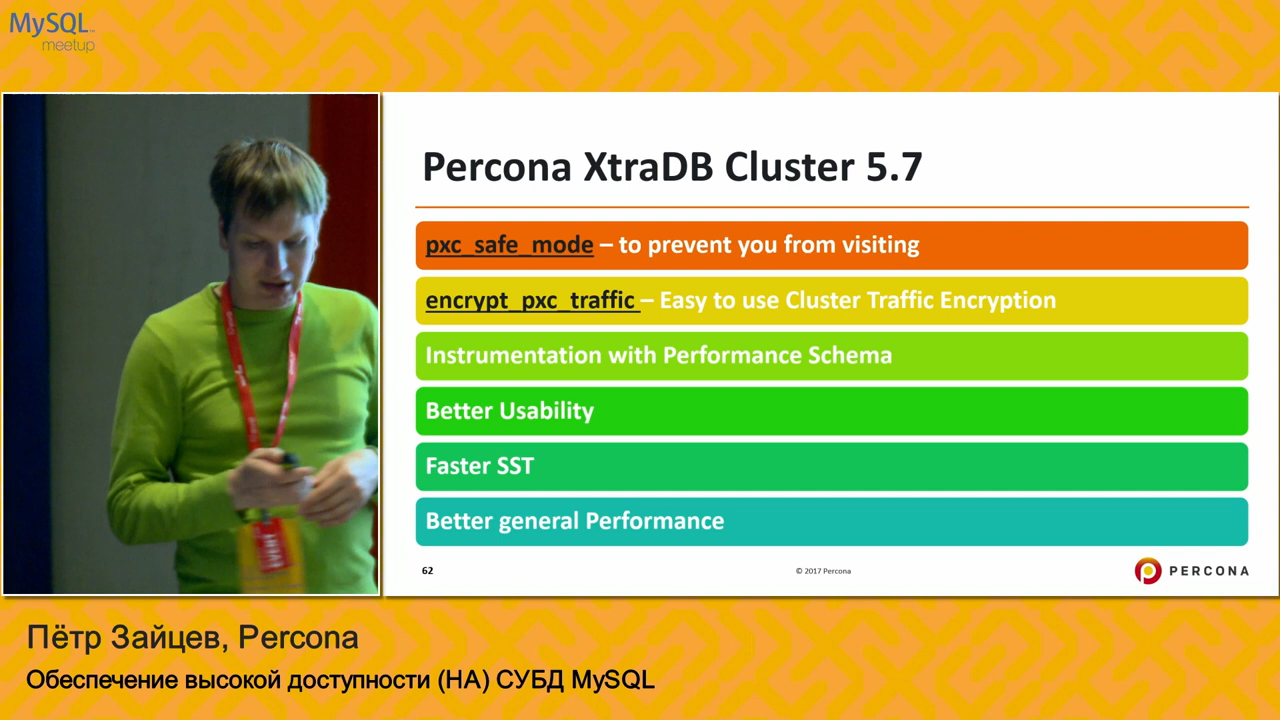 MySQL
meetup
Percona XtraDB Cluster 5.7
pxc_safe_mode – to prevent you from visiting
encrypt_pxc_traffic – Easy to use Cluster Traffic Encryption
Instrumentation with Performance Schema
Better Usability
Faster SST
Better general Performance
62
© 2017 Percona
PERCONA
EVENT
Пётр Зайцев, Percona
Обеспечение высокой доступности (НА) СУБД MySQL